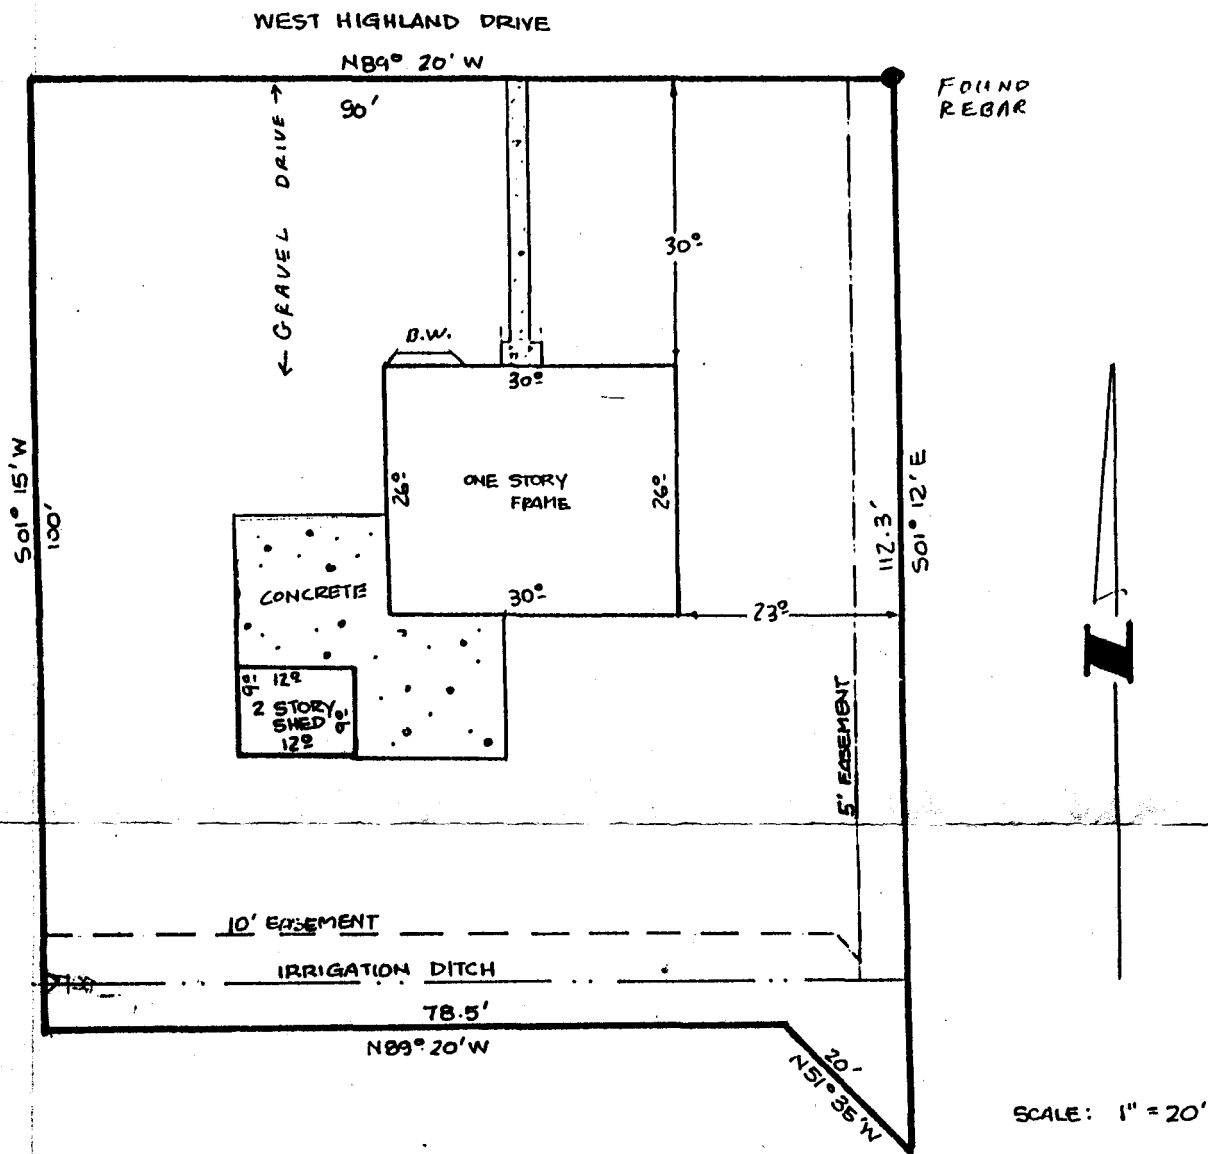 WEST HIGHLAND DRIVE
N89° 20' W
90'
FOUND
REBAR
← GRAVEL DRIVE →
30°
B.W.
30°
S01° 15' W
100'
26°
ONE STORY
FRAME
26°
112.3'
S01° 12' E
CONCRETE
30°
23°
9°
12°
2 STORY
SHED
9°
12°
5' EASEMENT
10' EASEMENT
IRRIGATION DITCH
78.5'
N89° 20' W
20'
N51° 35' W
SCALE: 1" = 20'